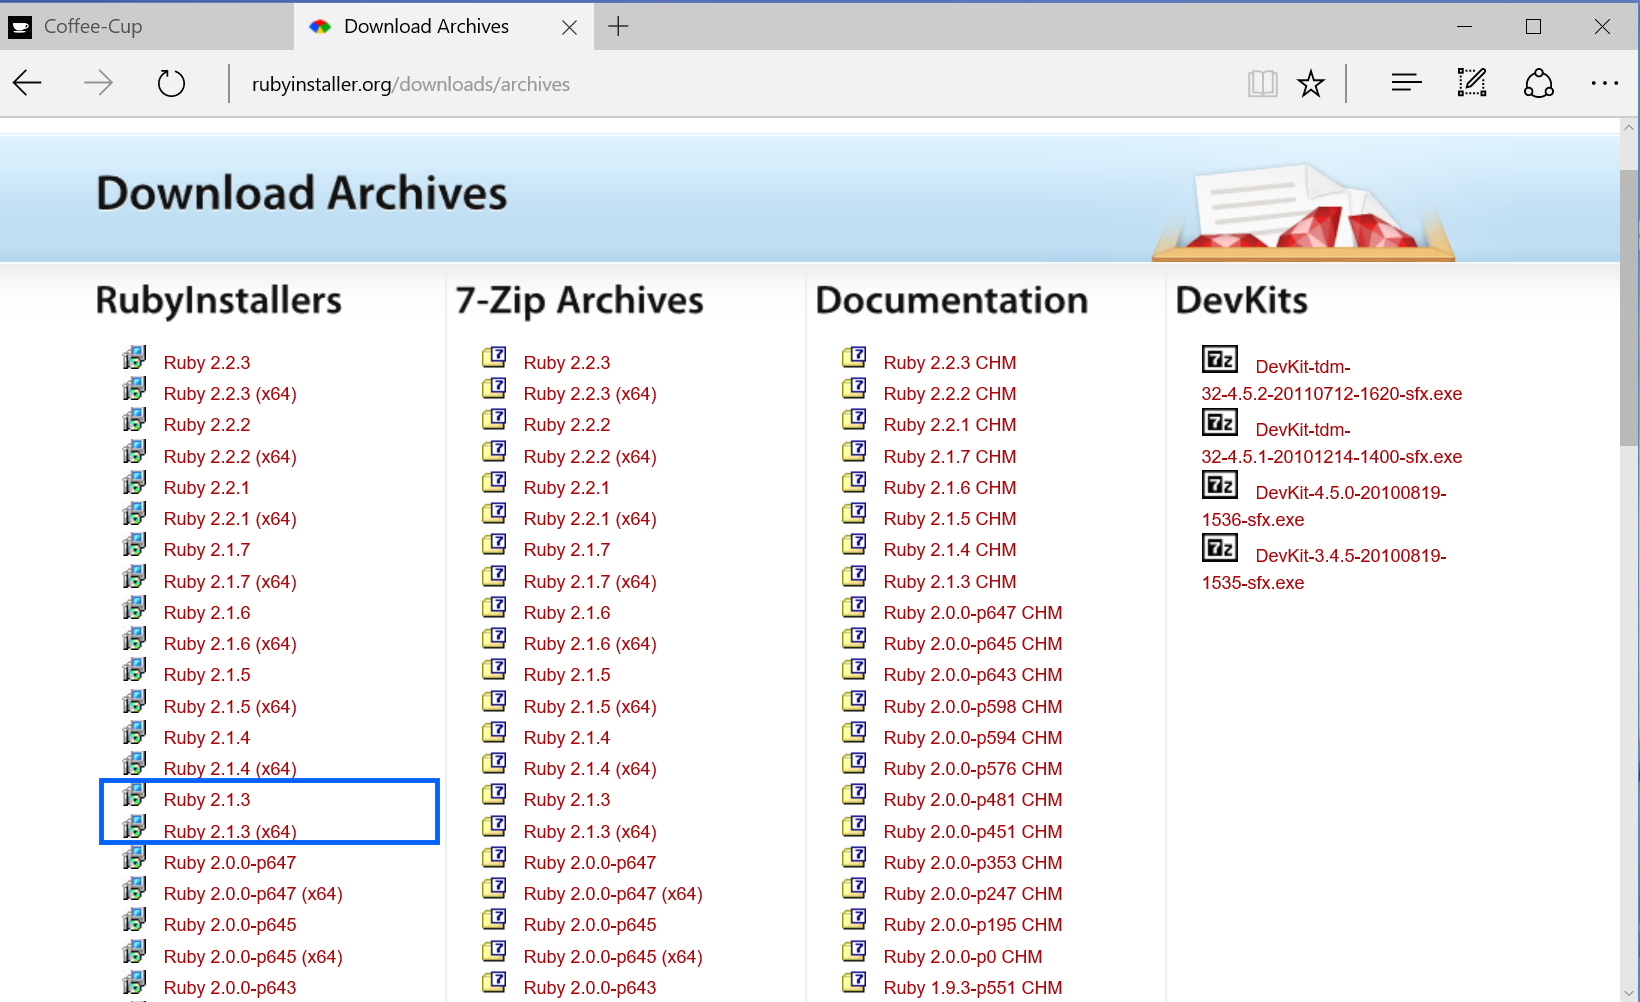 Coffee-Cup
Download Archives
rubyinstaller.org/downloads/archives
Download Archives
RubyInstallers
Ruby 2.2.3
Ruby 2.2.3 (x64)
Ruby 2.2.2
Ruby 2.2.2 (x64)
Ruby 2.2.1
Ruby 2.2.1 (x64)
Ruby 2.1.7
Ruby 2.1.7 (x64)
Ruby 2.1.6
Ruby 2.1.6 (x64)
Ruby 2.1.5
Ruby 2.1.5 (x64)
Ruby 2.1.4
Ruby 2.1.4 (x64)
Ruby 2.1.3
Ruby 2.1.3 (x64)
Ruby 2.0.0-p647
Ruby 2.0.0-p647 (x64)
Ruby 2.0.0-p645
Ruby 2.0.0-p645 (x64)
Ruby 2.0.0-p643
7-Zip Archives
Ruby 2.2.3
Ruby 2.2.3 (x64)
Ruby 2.2.2
Ruby 2.2.2 (x64)
Ruby 2.2.1
Ruby 2.2.1 (x64)
Ruby 2.1.7
Ruby 2.1.7 (x64)
Ruby 2.1.6
Ruby 2.1.6 (x64)
Ruby 2.1.5
Ruby 2.1.5 (x64)
Ruby 2.1.4
Ruby 2.1.4 (x64)
Ruby 2.1.3
Ruby 2.1.3 (x64)
Ruby 2.0.0-p647
Ruby 2.0.0-p647 (x64)
Ruby 2.0.0-p645
Ruby 2.0.0-p645 (x64)
Ruby 2.0.0-p643
Documentation
Ruby 2.2.3 CHM
Ruby 2.2.2 CHM
Ruby 2.2.1 CHM
Ruby 2.1.7 CHM
Ruby 2.1.6 CHM
Ruby 2.1.5 CHM
Ruby 2.1.4 CHM
Ruby 2.1.3 CHM
Ruby 2.0.0-p647 CHM
Ruby 2.0.0-p645 CHM
Ruby 2.0.0-p643 CHM
Ruby 2.0.0-p598 CHM
Ruby 2.0.0-p594 CHM
Ruby 2.0.0-p576 CHM
Ruby 2.0.0-p481 CHM
Ruby 2.0.0-p451 CHM
Ruby 2.0.0-p353 CHM
Ruby 2.0.0-p247 CHM
Ruby 2.0.0-p195 CHM
Ruby 2.0.0-p0 CHM
Ruby 1.9.3-p551 CHM
DevKits
7z DevKit-tdm-
32-4.5.2-20110712-1620-sfx.exe
7z DevKit-tdm-
32-4.5.1-20101214-1400-sfx.exe
7z DevKit-4.5.0-20100819-
1536-sfx.exe
7z DevKit-3.4.5-20100819-
1535-sfx.exe